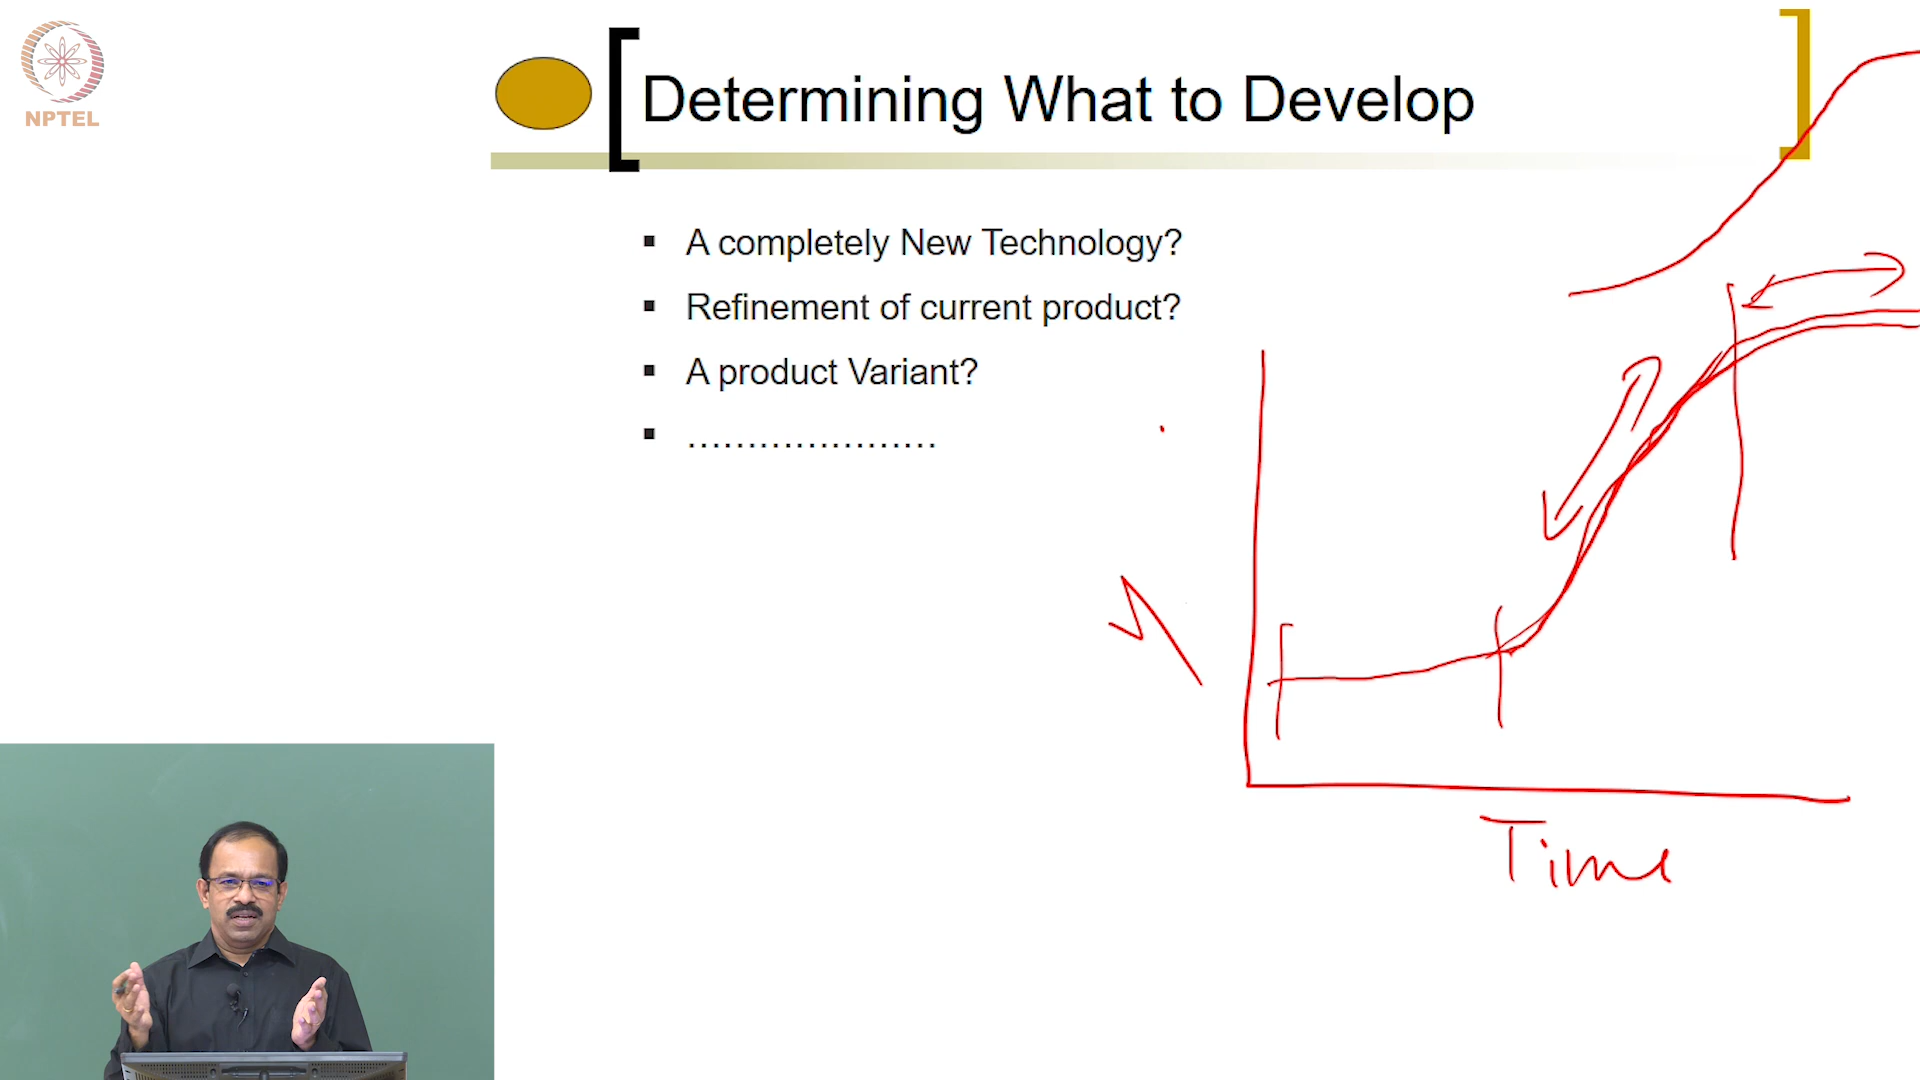 NPTEL
Determining What to Develop
A completely New Technology?
Refinement of current product?
A product Variant?
.....................
Time